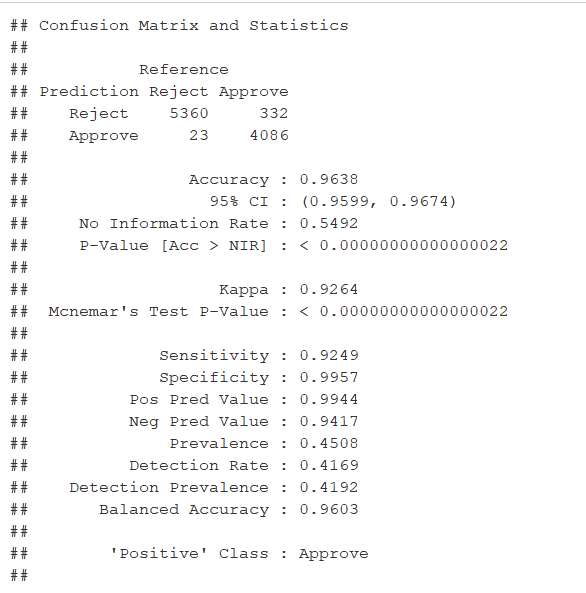 ## Confusion Matrix and Statistics
##
##           Reference
## Prediction Reject Approve
##    Reject    5360     332
##    Approve     23    4086
##
##                Accuracy : 0.9638
##                  95% CI : (0.9599, 0.9674)
##     No Information Rate : 0.5492
##     P-Value [Acc > NIR] : < 0.00000000000000022
##
##                   Kappa : 0.9264
##  Mcnemar's Test P-Value : < 0.00000000000000022
##
##             Sensitivity : 0.9249
##             Specificity : 0.9957
##          Pos Pred Value : 0.9944
##          Neg Pred Value : 0.9417
##              Prevalence : 0.4508
##          Detection Rate : 0.4169
##    Detection Prevalence : 0.4192
##       Balanced Accuracy : 0.9603
##
##        'Positive' Class : Approve
##